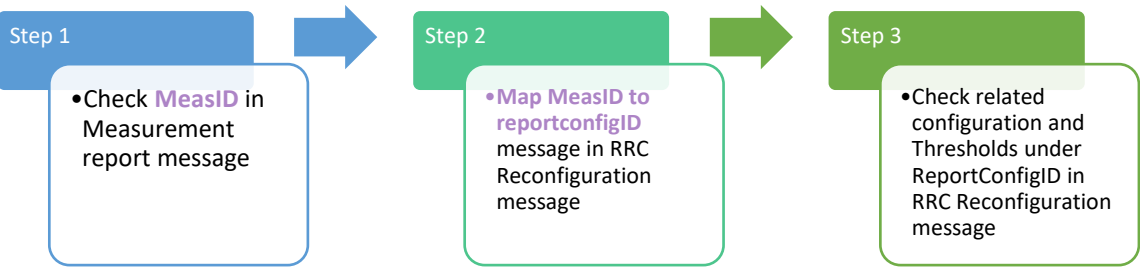 Step 1
•Check MeasID in
Measurement
report message
Step 2
•Map MeasID to
reportconfigID
message in RRC
Reconfiguration
message
Step 3
•Check related
configuration and
Thresholds under
ReportConfigID in
RRC Reconfiguration
message